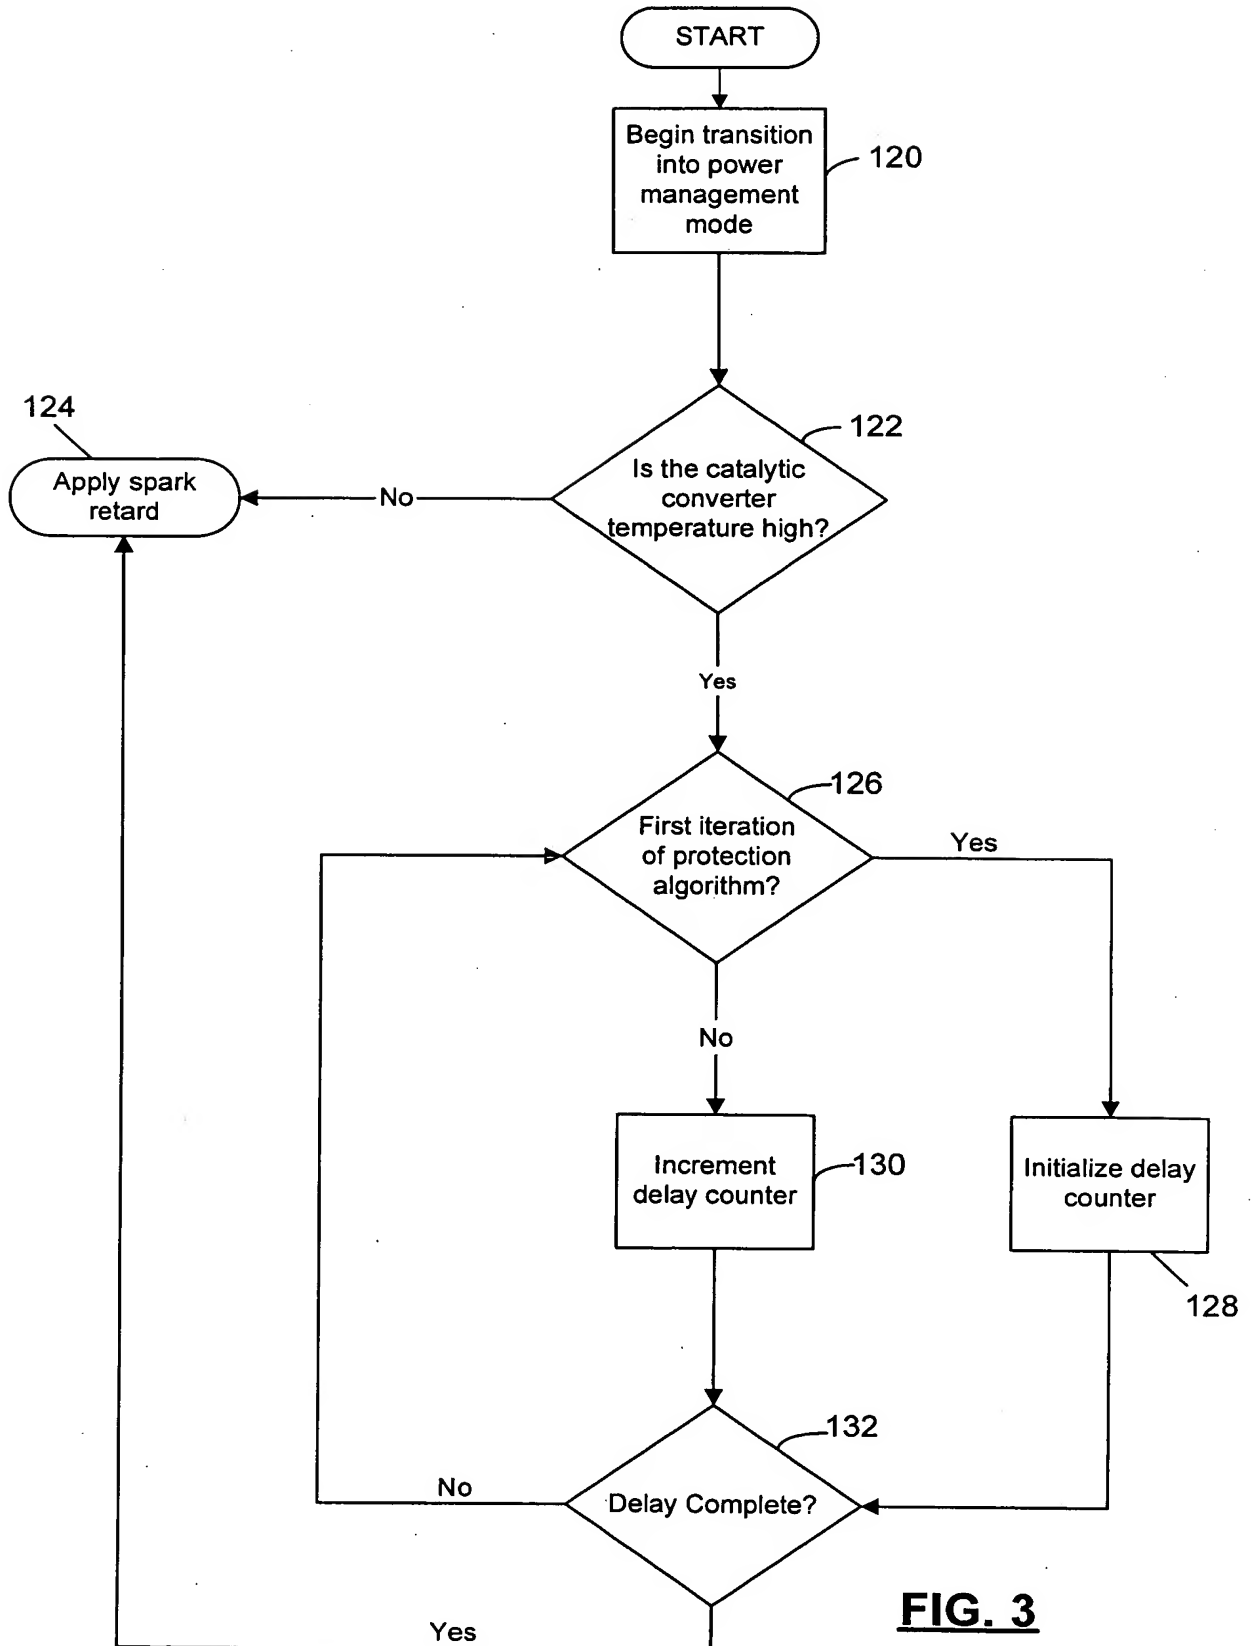 START
Begin transition
into power
management
mode
120
124
122
Apply spark
retard
No
Is the catalytic
converter
temperature high?
Yes
126
First iteration
of protection
algorithm?
Yes
No
Increment
delay counter
130
Initialize delay
counter
128
132
No
Delay Complete?
FIG. 3
Yes